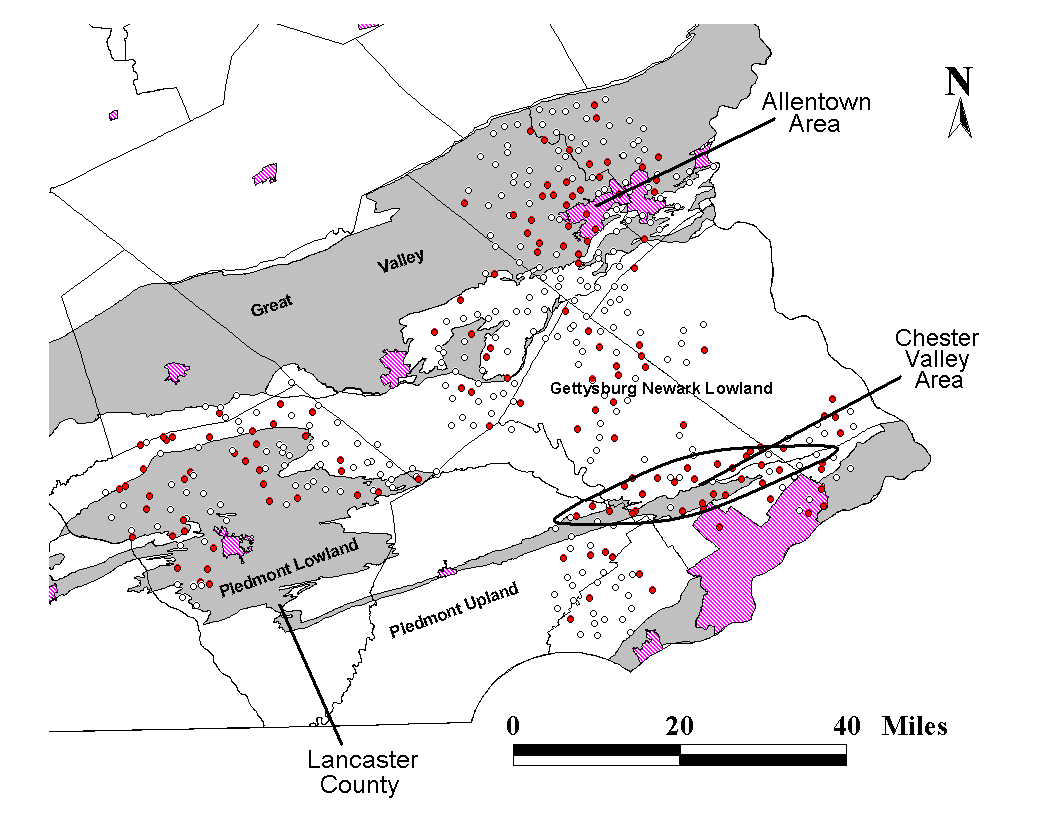 N
Allentown
Area
Valley
Great
Chester
Valley
Area
Gettysburg Newark Lowland
Piedmont Lowland
Piedmont Upland
0 20 40 Miles
Lancaster
County